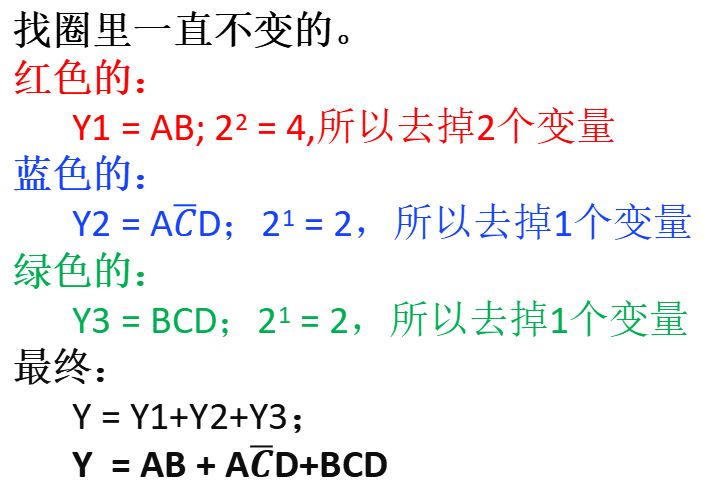 找圈里一直不变的。
红色的：
Y1 = AB; 2² = 4,所以去掉2个变量
蓝色的：
Y2 = AC̅D；2¹ = 2，所以去掉1个变量
绿色的：
Y3 = BCD；2¹ = 2，所以去掉1个变量
最终：
Y = Y1+Y2+Y3；
Y = AB + AC̅D+BCD